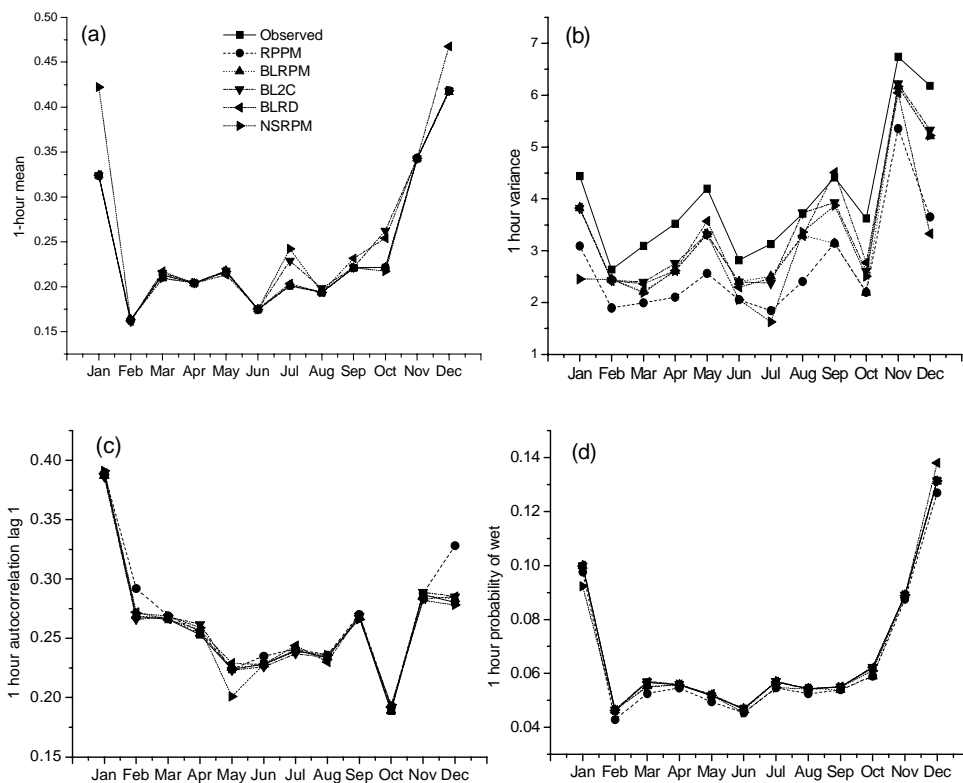 (a)
Observed
RPPM
BLRPM
BL2C
BLRD
NSRPM
1-hour mean
0.50
0.45
0.40
0.35
0.30
0.25
0.20
0.15
Jan Feb Mar Apr May Jun Jul Aug Sep Oct Nov Dec
(b)
1 hour variance
7
6
5
4
3
2
1
Jan Feb Mar Apr May Jun Jul Aug Sep Oct Nov Dec
(c)
1 hour autocorrelation lag 1
0.40
0.35
0.30
0.25
0.20
0.15
Jan Feb Mar Apr May Jun Jul Aug Sep Oct Nov Dec
(d)
1 hour probability of wet
0.14
0.12
0.10
0.08
0.06
0.04
Jan Feb Mar Apr May Jun Jul Aug Sep Oct Nov Dec